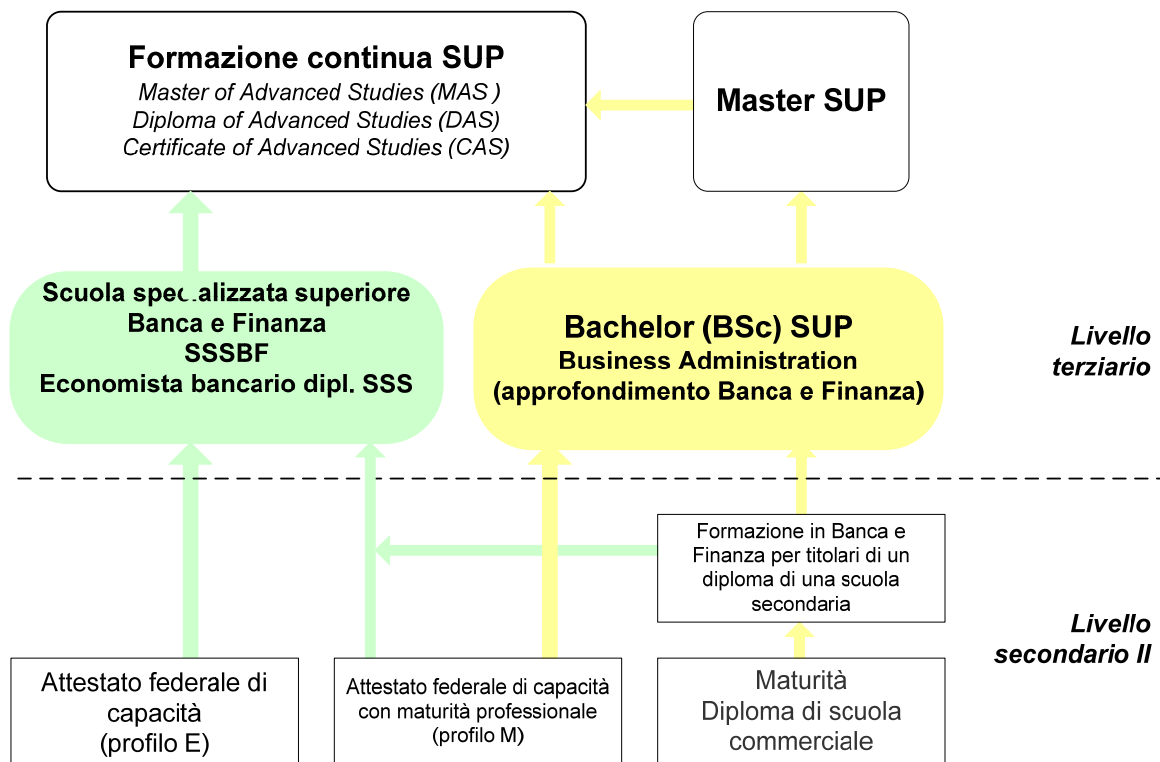 Formazione continua SUP
Master of Advanced Studies (MAS )
Diploma of Advanced Studies (DAS)
Certificate of Advanced Studies (CAS)
Master SUP
Scuola specializzata superiore
Banca e Finanza
SSSBF
Economista bancario dipl. SSS
Bachelor (BSc) SUP
Business Administration
(approfondimento Banca e Finanza)
Livello
terziario
Formazione in Banca e
Finanza per titolari di un
diploma di una scuola
secondaria
Livello
secondario II
Attestato federale di
capacità
(profilo E)
Attestato federale di capacità
con maturità professionale
(profilo M)
Maturità
Diploma di scuola
commerciale